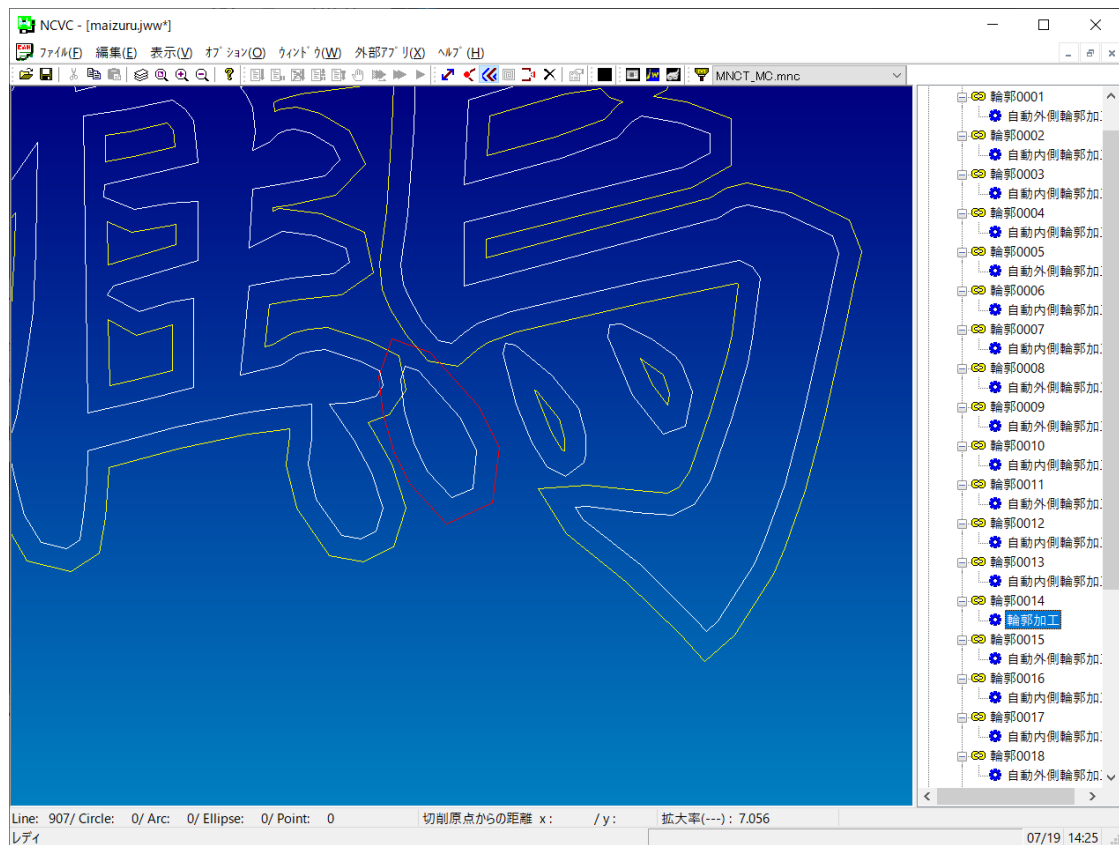 NCVC - [maizuru.jww*]
ﾌｧｲﾙ(F) 編集(E) 表示(V) ｵﾌﾟｼｮﾝ(O) ｳｨﾝﾄﾞｳ(W) 外部ｱﾌﾟﾘ(X) ﾍﾙﾌﾟ(H)
MNCT_MC.mnc
輪郭0001
自動外側輪郭加工
輪郭0002
自動内側輪郭加工
輪郭0003
自動内側輪郭加工
輪郭0004
自動内側輪郭加工
輪郭0005
自動外側輪郭加工
輪郭0006
自動内側輪郭加工
輪郭0007
自動内側輪郭加工
輪郭0008
自動外側輪郭加工
輪郭0009
自動外側輪郭加工
輪郭0010
自動内側輪郭加工
輪郭0011
自動外側輪郭加工
輪郭0012
自動内側輪郭加工
輪郭0013
自動内側輪郭加工
輪郭0014
輪郭加工
輪郭0015
自動外側輪郭加工
輪郭0016
自動内側輪郭加工
輪郭0017
自動内側輪郭加工
輪郭0018
自動外側輪郭加工
Line: 907/ Circle: 0/ Arc: 0/ Ellipse: 0/ Point: 0 切削原点からの距離 x : / y : 拡大率(---) : 7.056
レディ 07/19 14:25